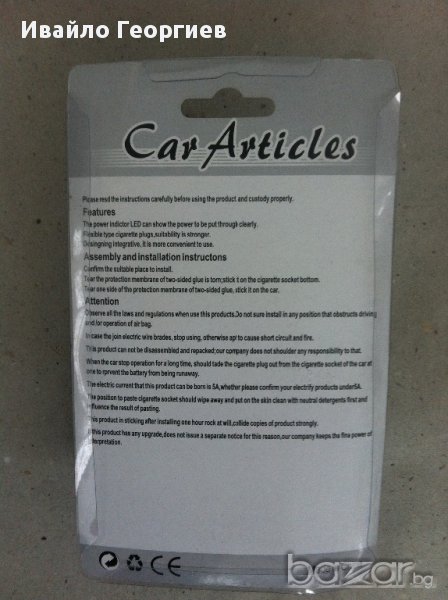 Ивайло Георгиев
Car Articles
Please read the instructions carefully before using the product and custody properly.
Features
The power indictor LED can show the power to be put through clearly.
Flexible type cigarette plugs,suitability is stronger.
Designning integrative, it is more convenient to use.
Assembly and installation instructons
Confirm the suitable place to install.
Tear the protection membrane of two-sided glue is torn;stick it on the cigarette socket bottom.
Tear one side of the protection membrane of two-sided glue, stick it on the car.
Attention
Observe all the laws and regulations when use this products.Do not sure install in any position that obstructs driving
and/or operation of air bag.
In case the join electric wire brades, stop using, otherwise apt to cause short circuit and fire.
This product can not be disassembled and repacked;our company does not shoulder any responsibility to that.
When the car stop operation for a long time, should lade the cigarette plug out from the cigarette socket of the car at
one to rpvent the battery from being runaway.
The electric current that this product can be born is 5A,whether please confirm your electrify products under5A.
The position to paste cigarette socket should wipe away and put on the skin clean with neutral detergents first and
influence the result of pasting.
This product in sticking after installing one hour rock at will,collide copies of product strongly.
If this product has any upgrade,does not issue a separate notice for this reason,our company keeps the fina power of
interpretation.
CE
bazar.bg